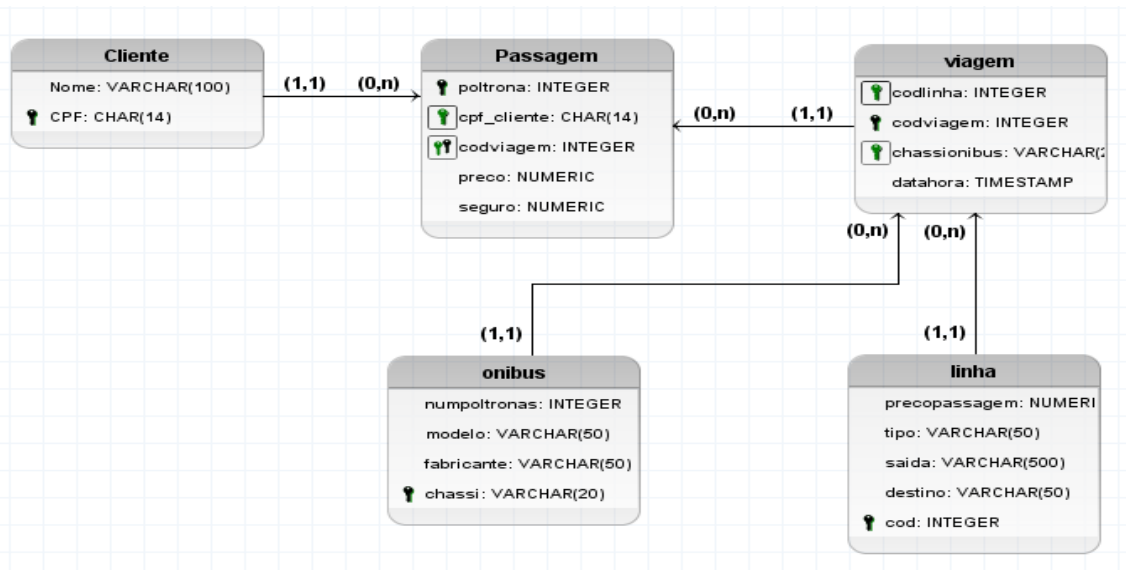 Cliente
Nome: VARCHAR(100)
CPF: CHAR(14)
(1,1)
(0,n)
Passagem
poltrona: INTEGER
cpf_cliente: CHAR(14)
codviagem: INTEGER
preco: NUMERIC
seguro: NUMERIC
(0,n)
(1,1)
viagem
codlinha: INTEGER
codviagem: INTEGER
chassionibus: VARCHAR(2
datahora: TIMESTAMP
(0,n)
(0,n)
(1,1)
(1,1)
onibus
numpoltronas: INTEGER
modelo: VARCHAR(50)
fabricante: VARCHAR(50)
chassi: VARCHAR(20)
linha
precopassagem: NUMERI
tipo: VARCHAR(50)
saida: VARCHAR(500)
destino: VARCHAR(50)
cod: INTEGER